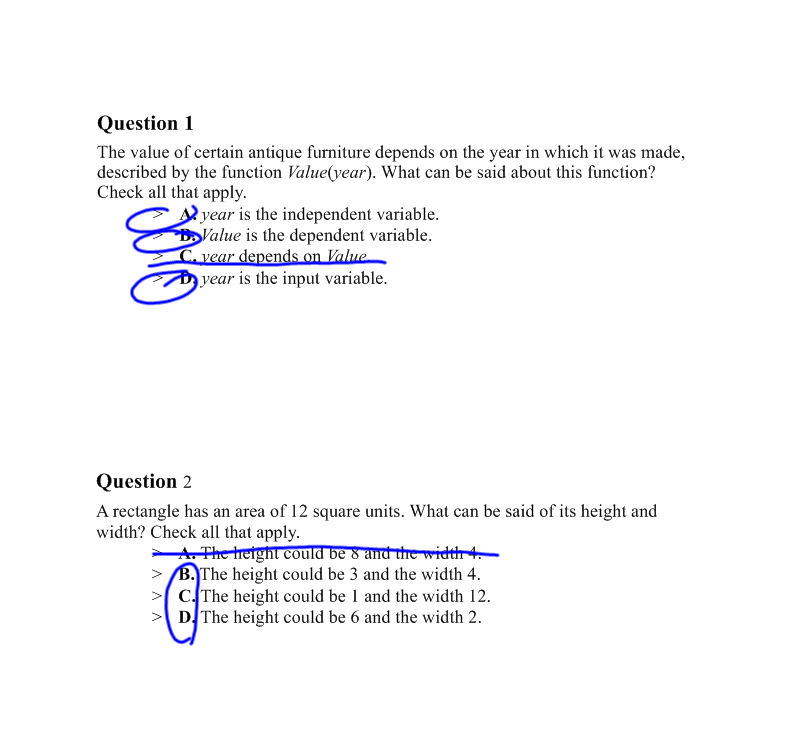 Question 1
The value of certain antique furniture depends on the year in which it was made,
described by the function Value(year). What can be said about this function?
Check all that apply.
> A. year is the independent variable.
> B. Value is the dependent variable.
> C. year depends on Value
> D. year is the input variable.
Question 2
A rectangle has an area of 12 square units. What can be said of its height and
width? Check all that apply.
> A. The height could be 8 and the width 4.
> B. The height could be 3 and the width 4.
> C. The height could be 1 and the width 12.
> D. The height could be 6 and the width 2.